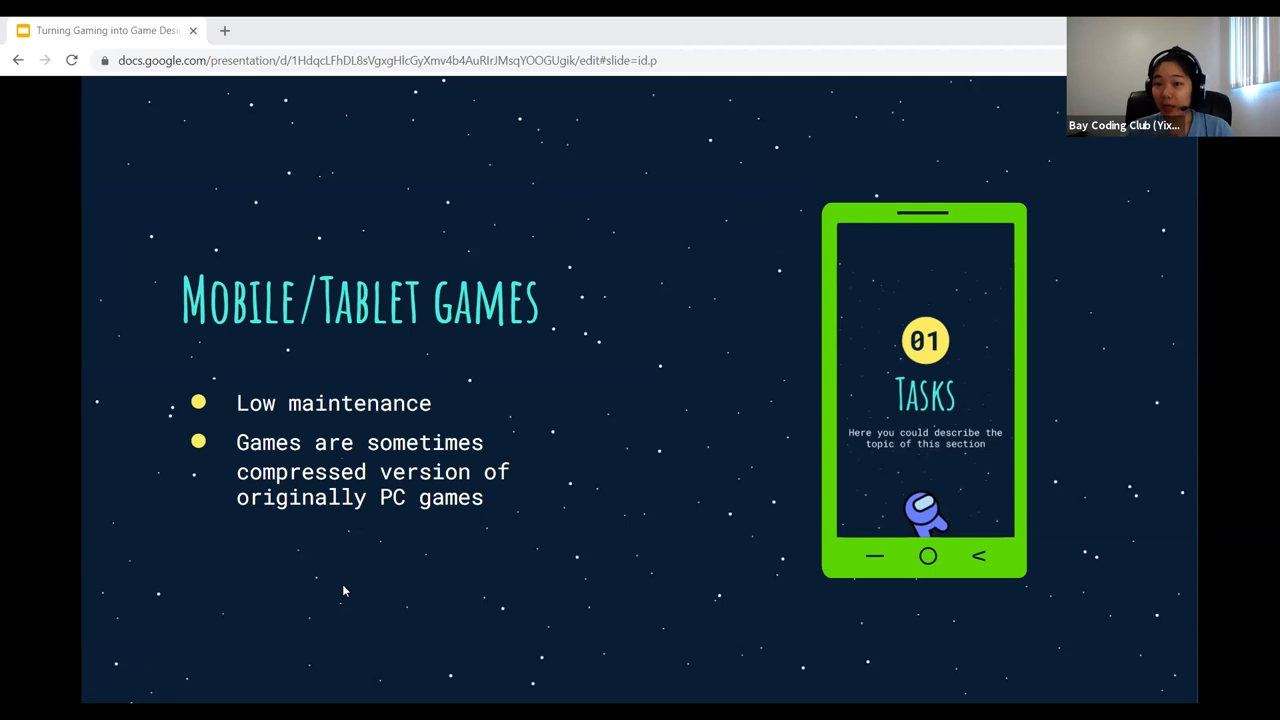 Turning Gaming into Game Desi
docs.google.com/presentation/d/1HdqcLFhDL8sVgxgHlcGyXmv4b4AuRIrJMsqYOOGUgik/edit#slide=id.p
Bay Coding Club (Yix...
MOBILE/TABLET GAMES
Low maintenance
Games are sometimes
compressed version of
originally PC games
01
TASKS
Here you could describe the
topic of this section